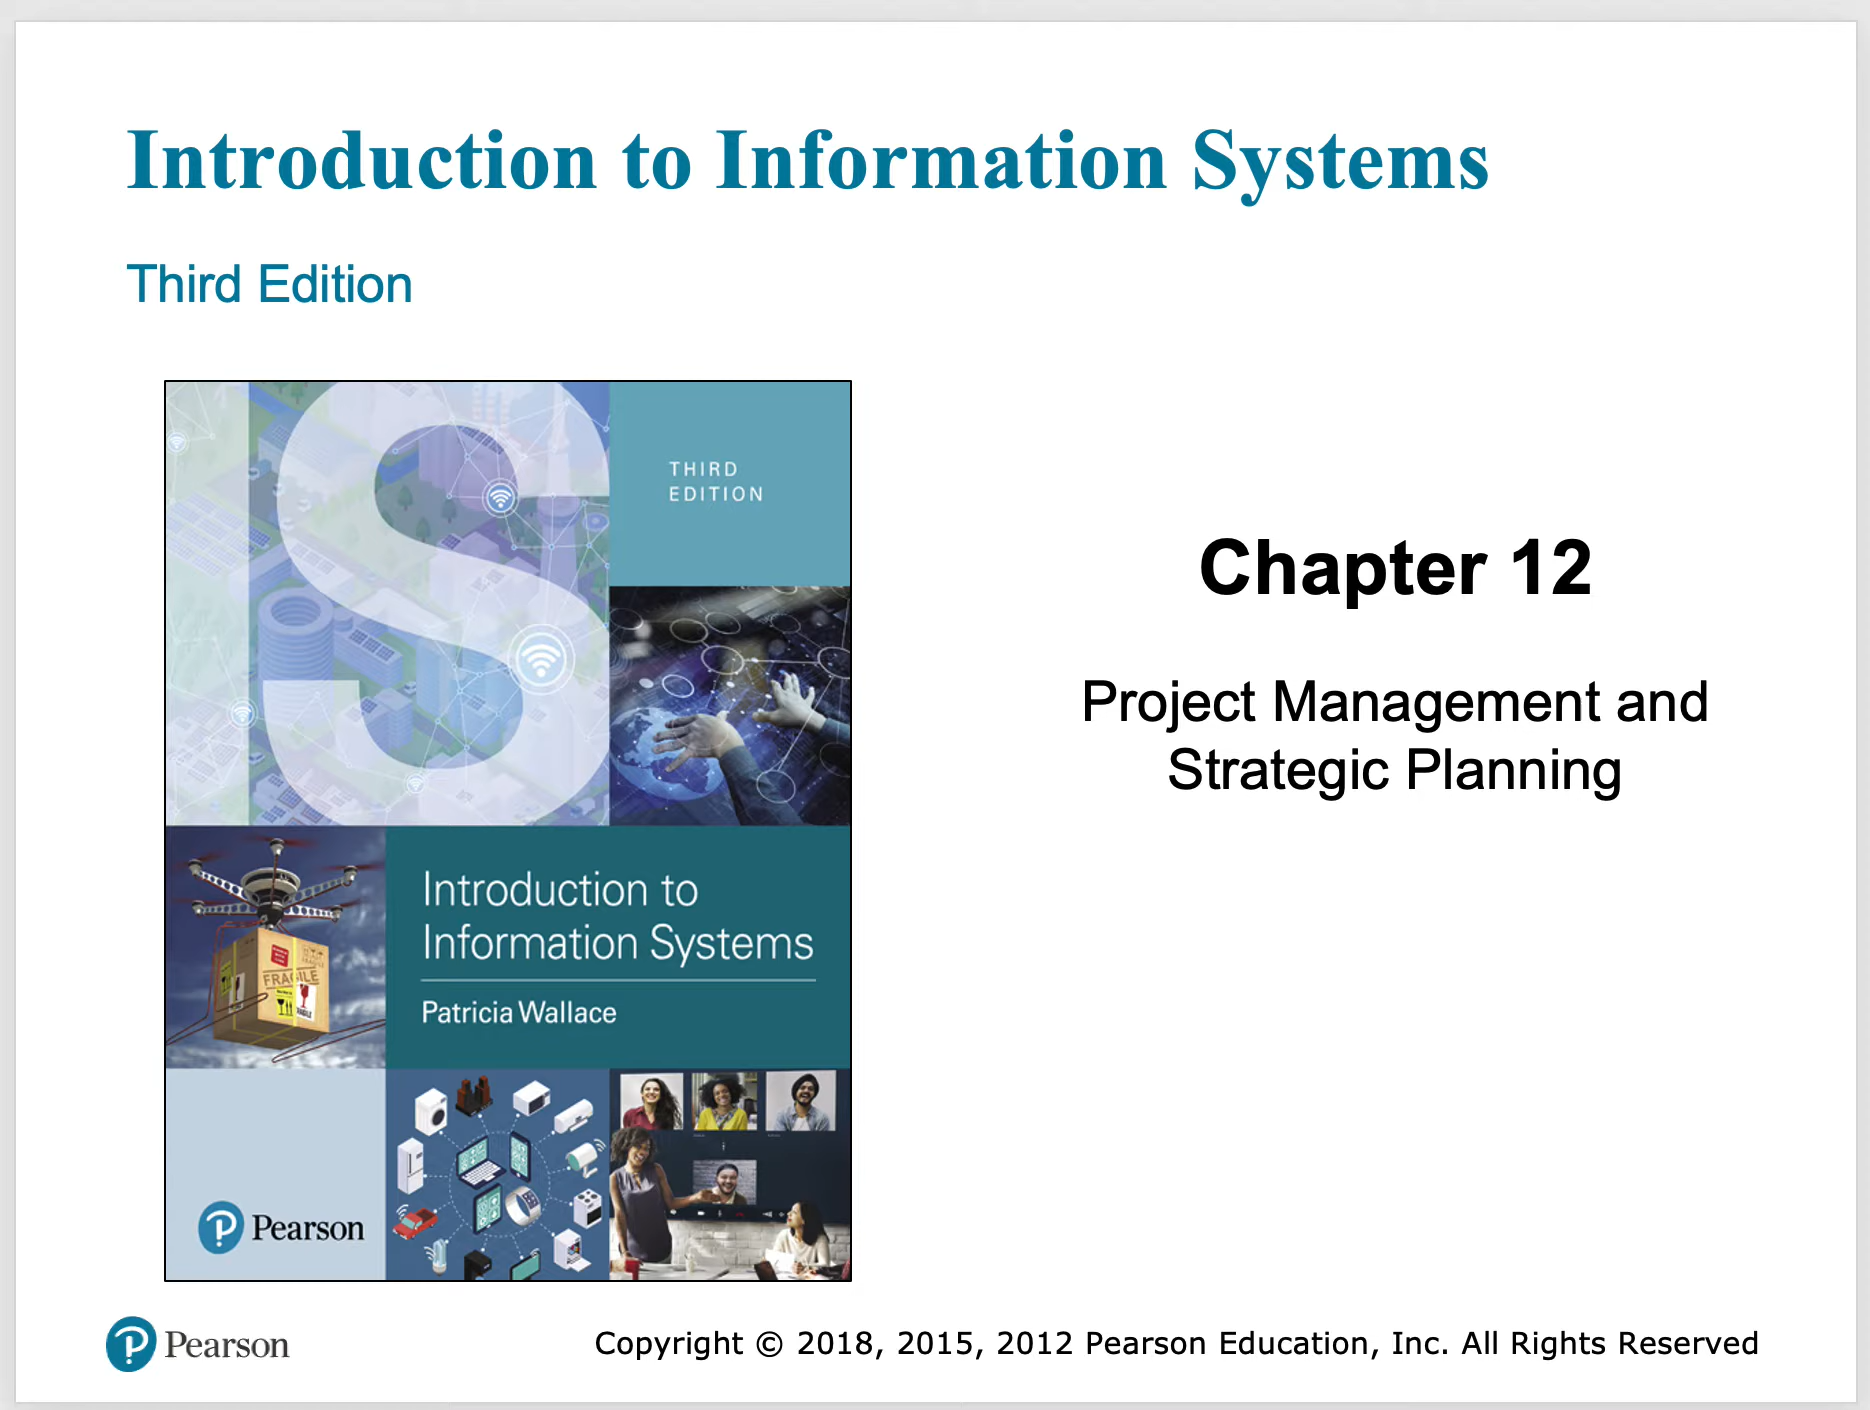 Introduction to Information Systems
Third Edition
THIRD
EDITION
Introduction to
Information Systems
Patricia Wallace
FRAGILE
Pearson
Chapter 12
Project Management and
Strategic Planning
Pearson
Copyright © 2018, 2015, 2012 Pearson Education, Inc. All Rights Reserved